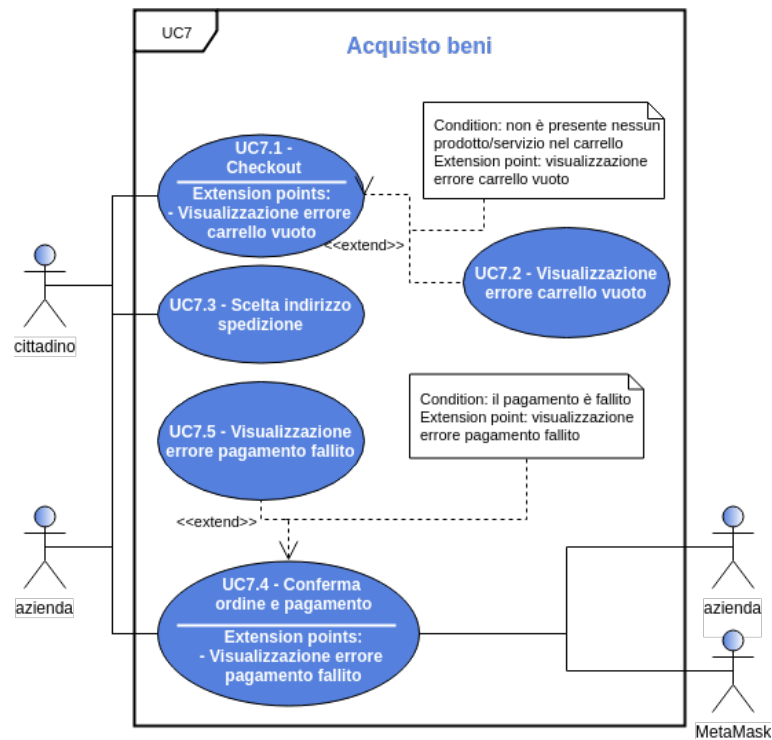 UC7
Acquisto beni
Condition: non è presente nessun
prodotto/servizio nel carrello
Extension point: visualizzazione
errore carrello vuoto
UC7.1 -
Checkout
Extension points:
- Visualizzazione errore
carrello vuoto
<<extend>>
UC7.2 - Visualizzazione
errore carrello vuoto
UC7.3 - Scelta indirizzo
spedizione
cittadino
Condition: il pagamento è fallito
Extension point: visualizzazione
errore pagamento fallito
UC7.5 - Visualizzazione
errore pagamento fallito
<<extend>>
UC7.4 - Conferma
ordine e pagamento
Extension points:
- Visualizzazione errore
pagamento fallito
azienda
azienda
MetaMask